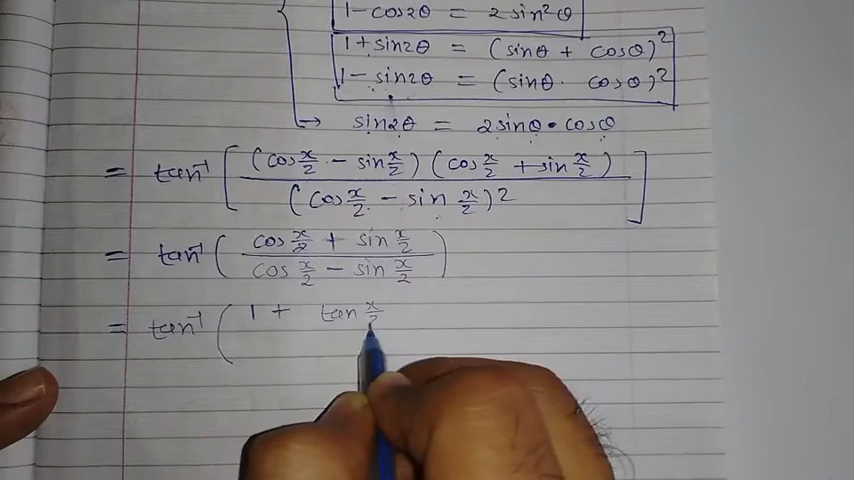 1-cos2θ = 2sin²θ
1+sin2θ = (sinθ + cosθ)²
1-sin2θ = (sinθ - cosθ)²
→ sin2θ = 2sinθ•cosθ
= tan⁻¹[(cos x/2 - sin x/2)(cos x/2 + sin x/2) / (cos x/2 - sin x/2)²]
= tan⁻¹(cos x/2 + sin x/2 / cos x/2 - sin x/2)
= tan⁻¹(1 + tan x/2